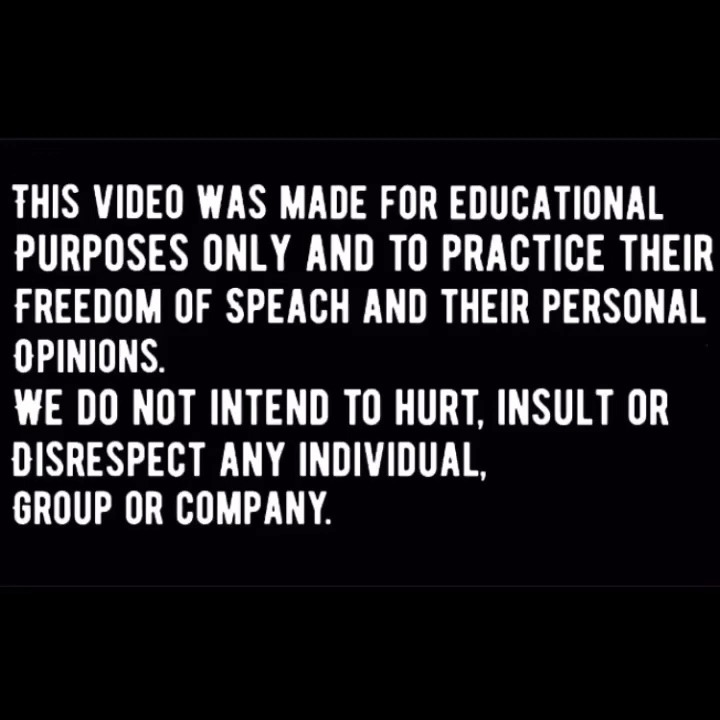 THIS VIDEO WAS MADE FOR EDUCATIONAL
PURPOSES ONLY AND TO PRACTICE THEIR
FREEDOM OF SPEACH AND THEIR PERSONAL
OPINIONS.
WE DO NOT INTEND TO HURT, INSULT OR
DISRESPECT ANY INDIVIDUAL,
GROUP OR COMPANY.